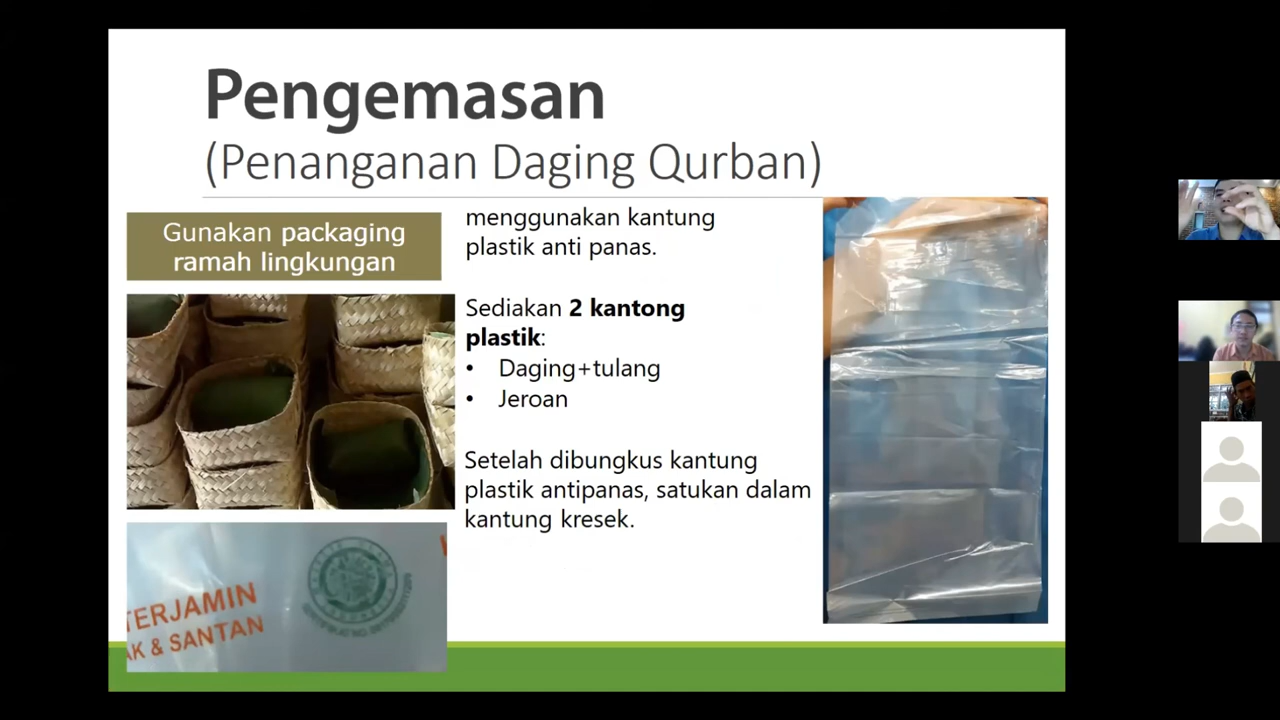 Pengemasan
(Penanganan Daging Qurban)
Gunakan packaging
ramah lingkungan
menggunakan kantung
plastik anti panas.
Sediakan 2 kantong
plastik:
• Daging+tulang
• Jeroan
Setelah dibungkus kantung
plastik antipanas, satukan dalam
kantung kresek.
TERJAMIN
AK & SANTAN